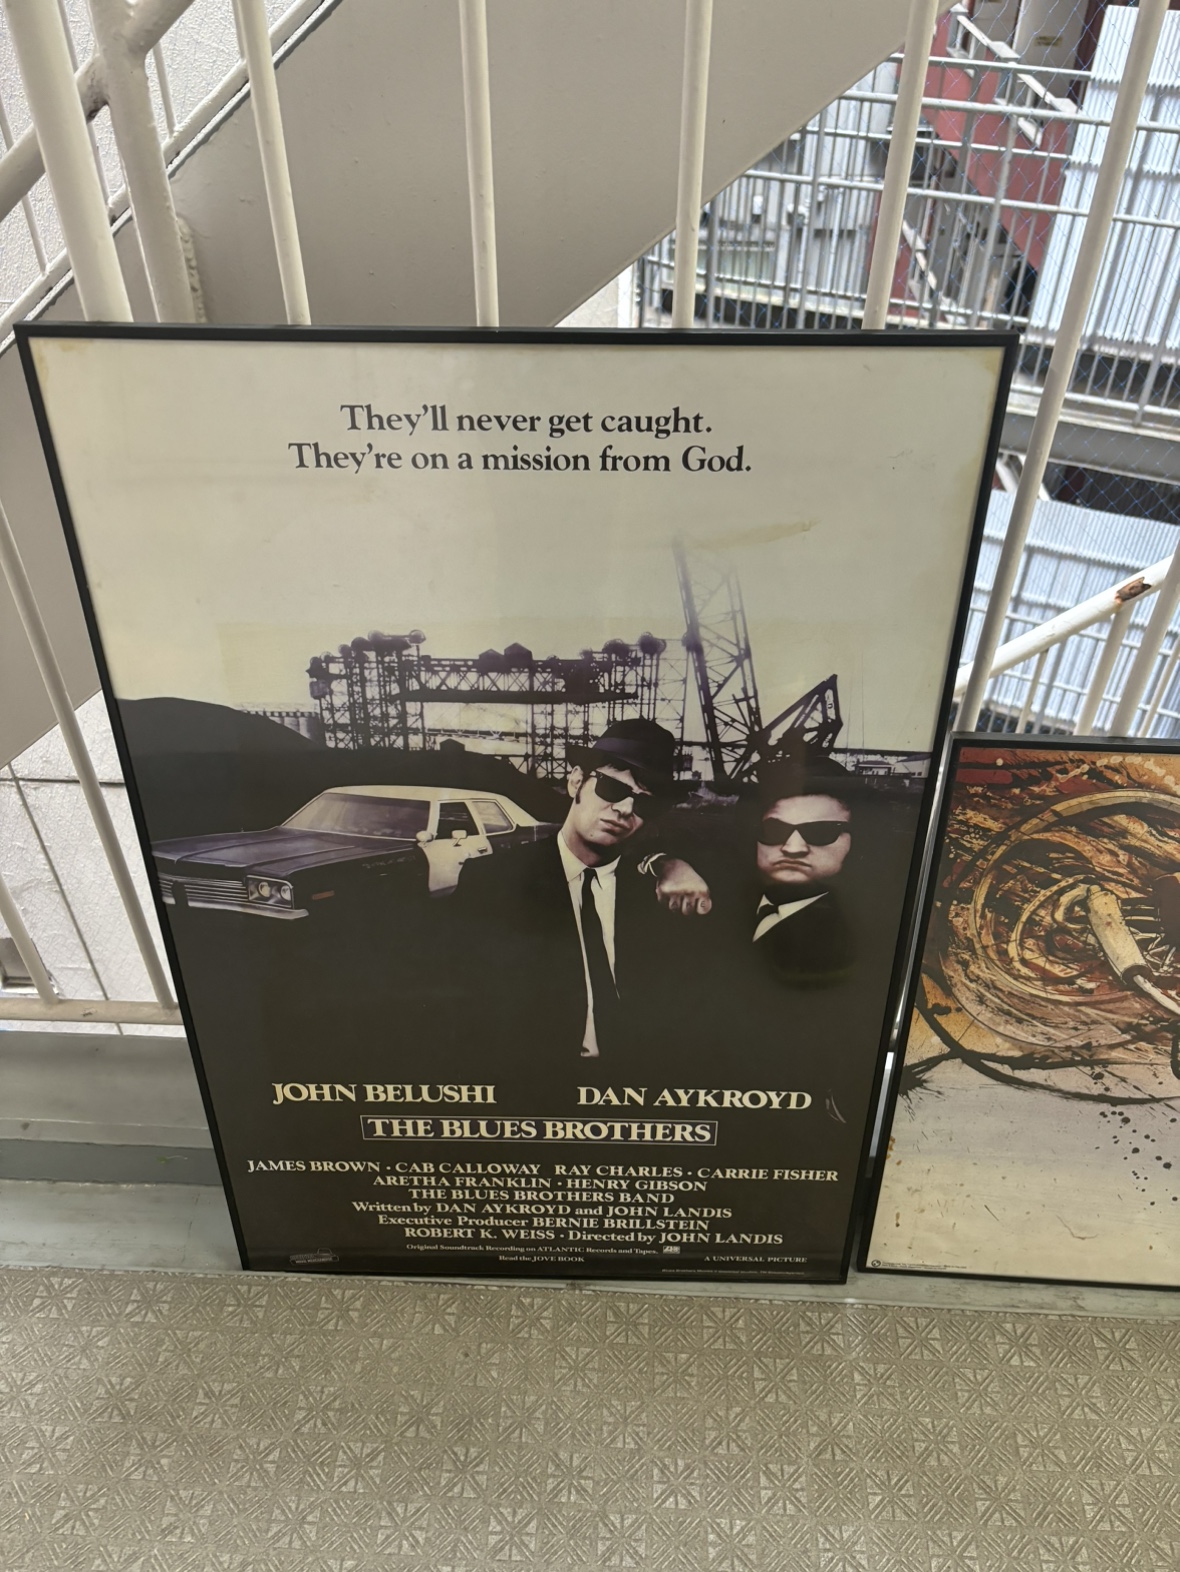 They'll never get caught.
They're on a mission from God.
JOHN BELUSHI DAN AYKROYD
THE BLUES BROTHERS
JAMES BROWN • CAB CALLOWAY RAY CHARLES • CARRIE FISHER
ARETHA FRANKLIN • HENRY GIBSON
THE BLUES BROTHERS BAND
Written by DAN AYKROYD and JOHN LANDIS
Executive Producer BERNIE BRILLSTEIN
ROBERT K. WEISS • Directed by JOHN LANDIS
Original Soundtrack Recording on ATLANTIC Records and Tapes.
Read the JOVE BOOK
A UNIVERSAL PICTURE